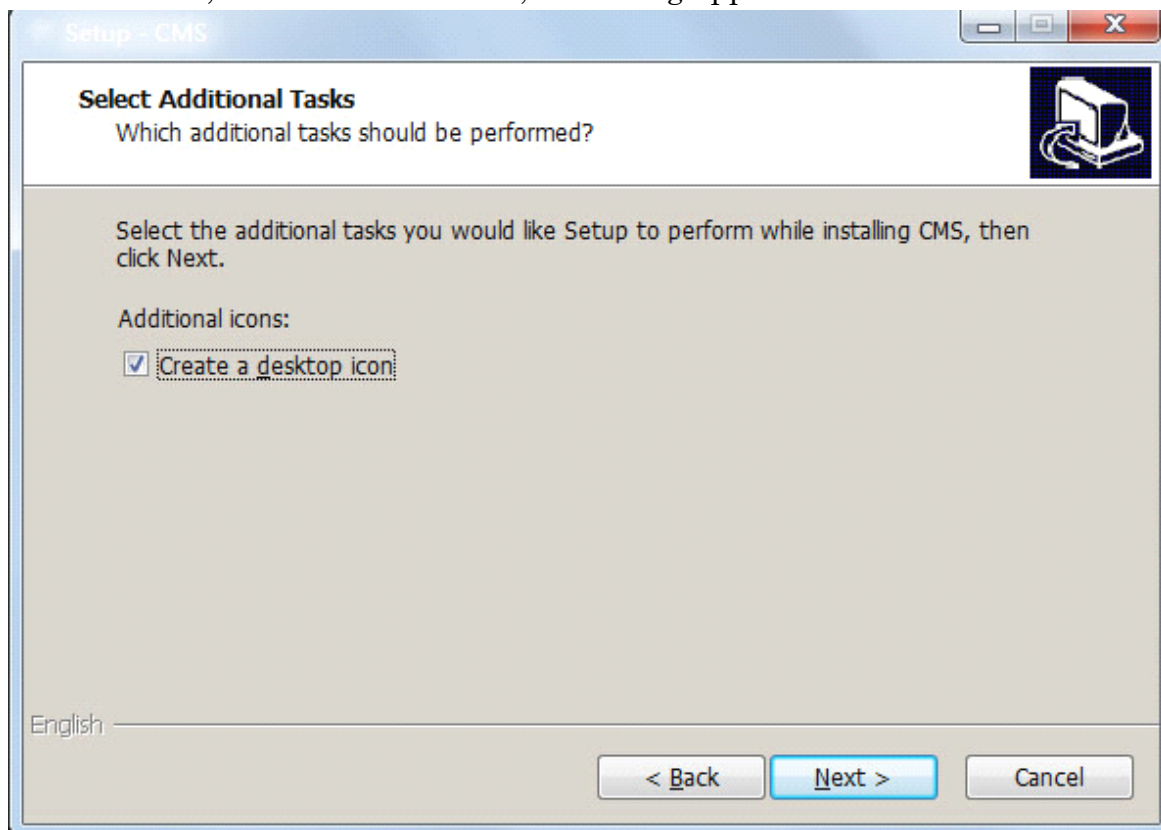 Setup - CMS
Select Additional Tasks
Which additional tasks should be performed?
Select the additional tasks you would like Setup to perform while installing CMS, then
click Next.
Additional icons:
Create a desktop icon
English
< Back Next > Cancel